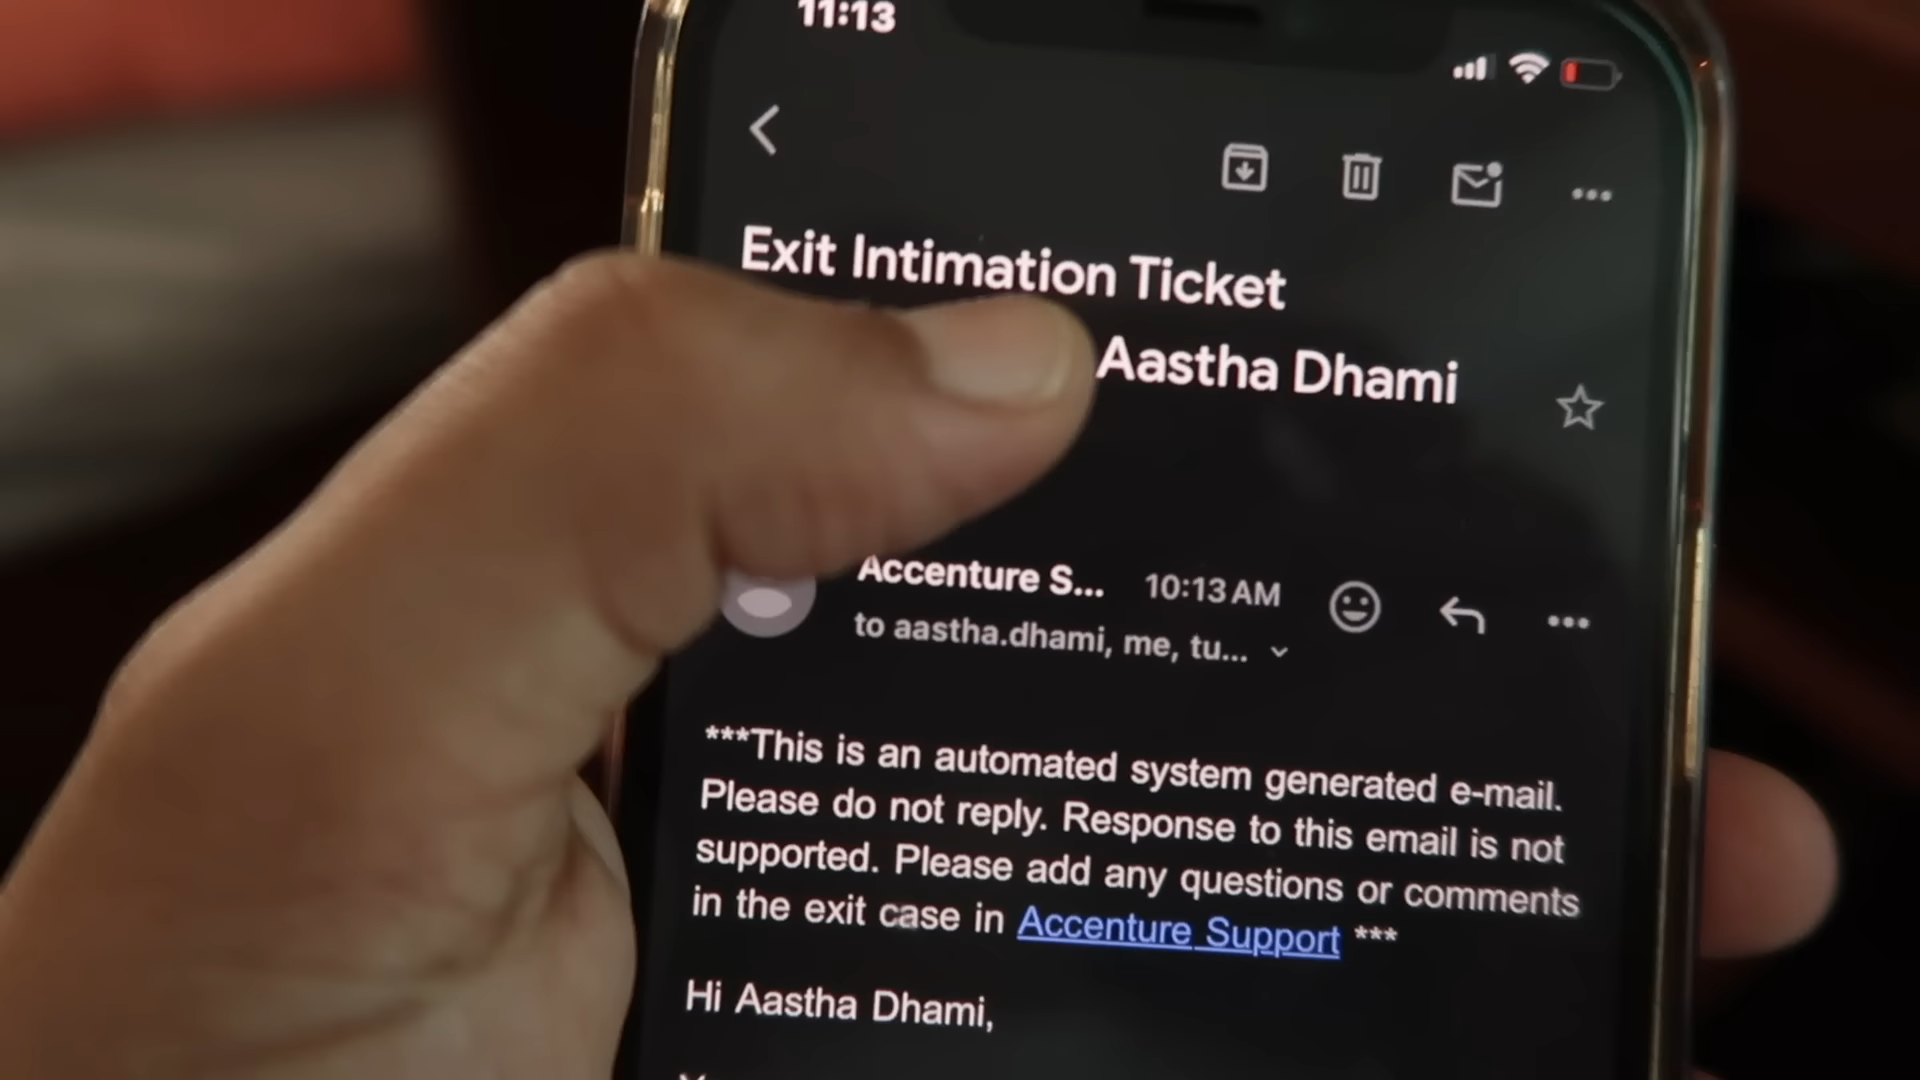 11:13
Exit Intimation Ticket
Aastha Dhami
Accenture S... 10:13 AM
to aastha.dhami, me, tu...
***This is an automated system generated e-mail.
Please do not reply. Response to this email is not
supported. Please add any questions or comments
in the exit case in Accenture Support ***
Hi Aastha Dhami,